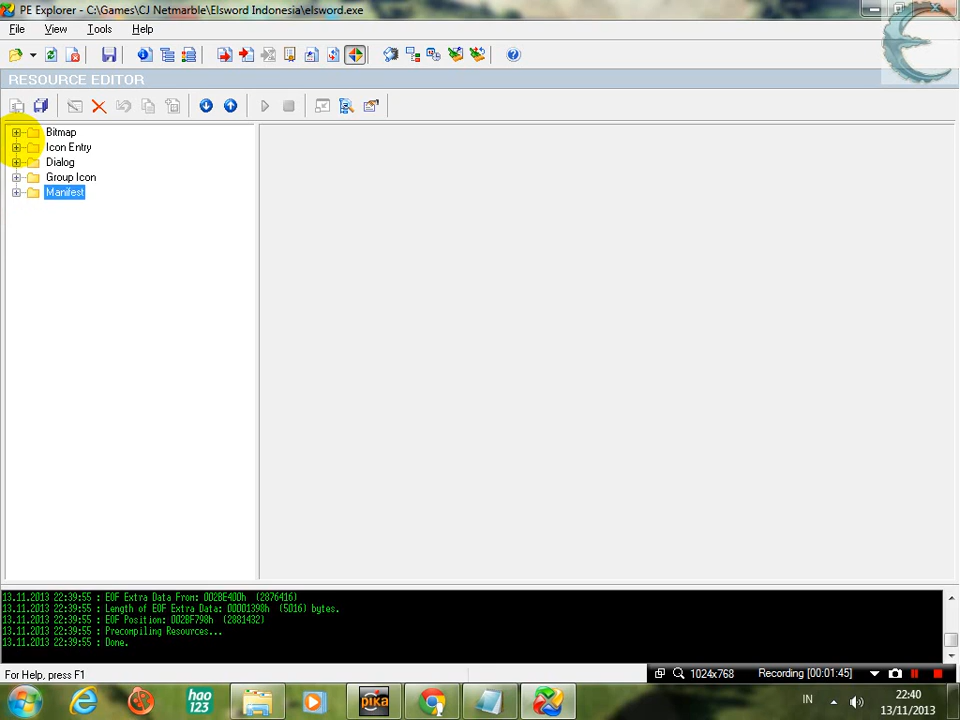 PE Explorer - C:\Games\CJ Netmarble\Elsword Indonesia\elsword.exe
File View Tools Help
RESOURCE EDITOR
Bitmap
Icon Entry
Dialog
Group Icon
Manifest
13.11.2013 22:39:55 : EOF Extra Data From: 002BE400h (2876416)
13.11.2013 22:39:55 : Length of EOF Extra Data: 00001398h (5016) bytes.
13.11.2013 22:39:55 : EOF Position: 002BF798h (2881432)
13.11.2013 22:39:55 : Precompiling Resources...
13.11.2013 22:39:55 : Done.
For Help, press F1
1024x768 Recording [00:01:45]
hao
123
pika
IN
22:40
13/11/2013